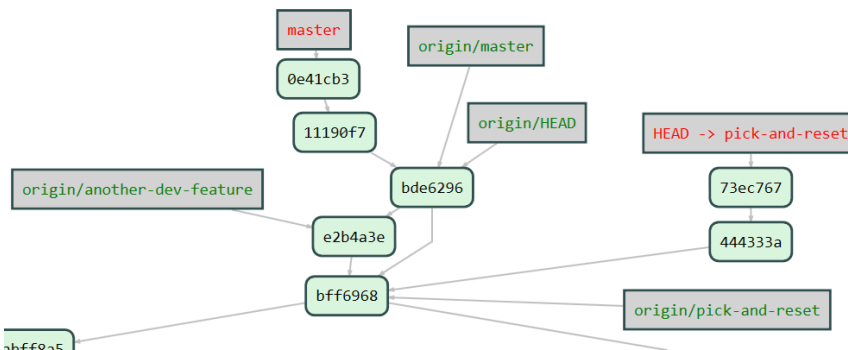 master
origin/master
0e41cb3
origin/HEAD
11190f7
HEAD -> pick-and-reset
origin/another-dev-feature
bde6296
73ec767
e2b4a3e
444333a
bff6968
origin/pick-and-reset